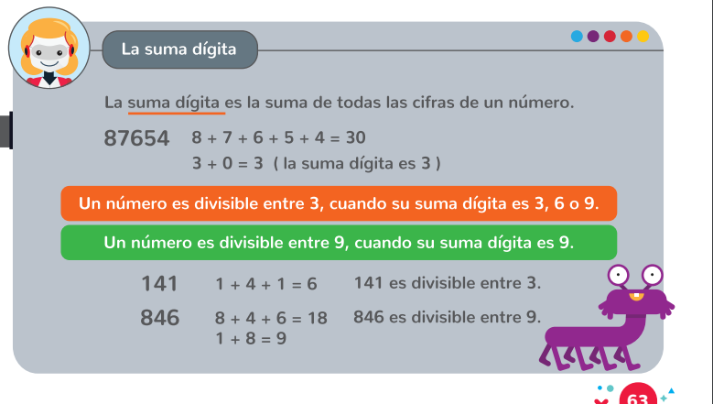 La suma dígita
La suma dígita es la suma de todas las cifras de un número.
87654 8 + 7 + 6 + 5 + 4 = 30
3 + 0 = 3 ( la suma dígita es 3 )
Un número es divisible entre 3, cuando su suma dígita es 3, 6 o 9.
Un número es divisible entre 9, cuando su suma dígita es 9.
141 1 + 4 + 1 = 6 141 es divisible entre 3.
846 8 + 4 + 6 = 18 846 es divisible entre 9.
1 + 8 = 9
63